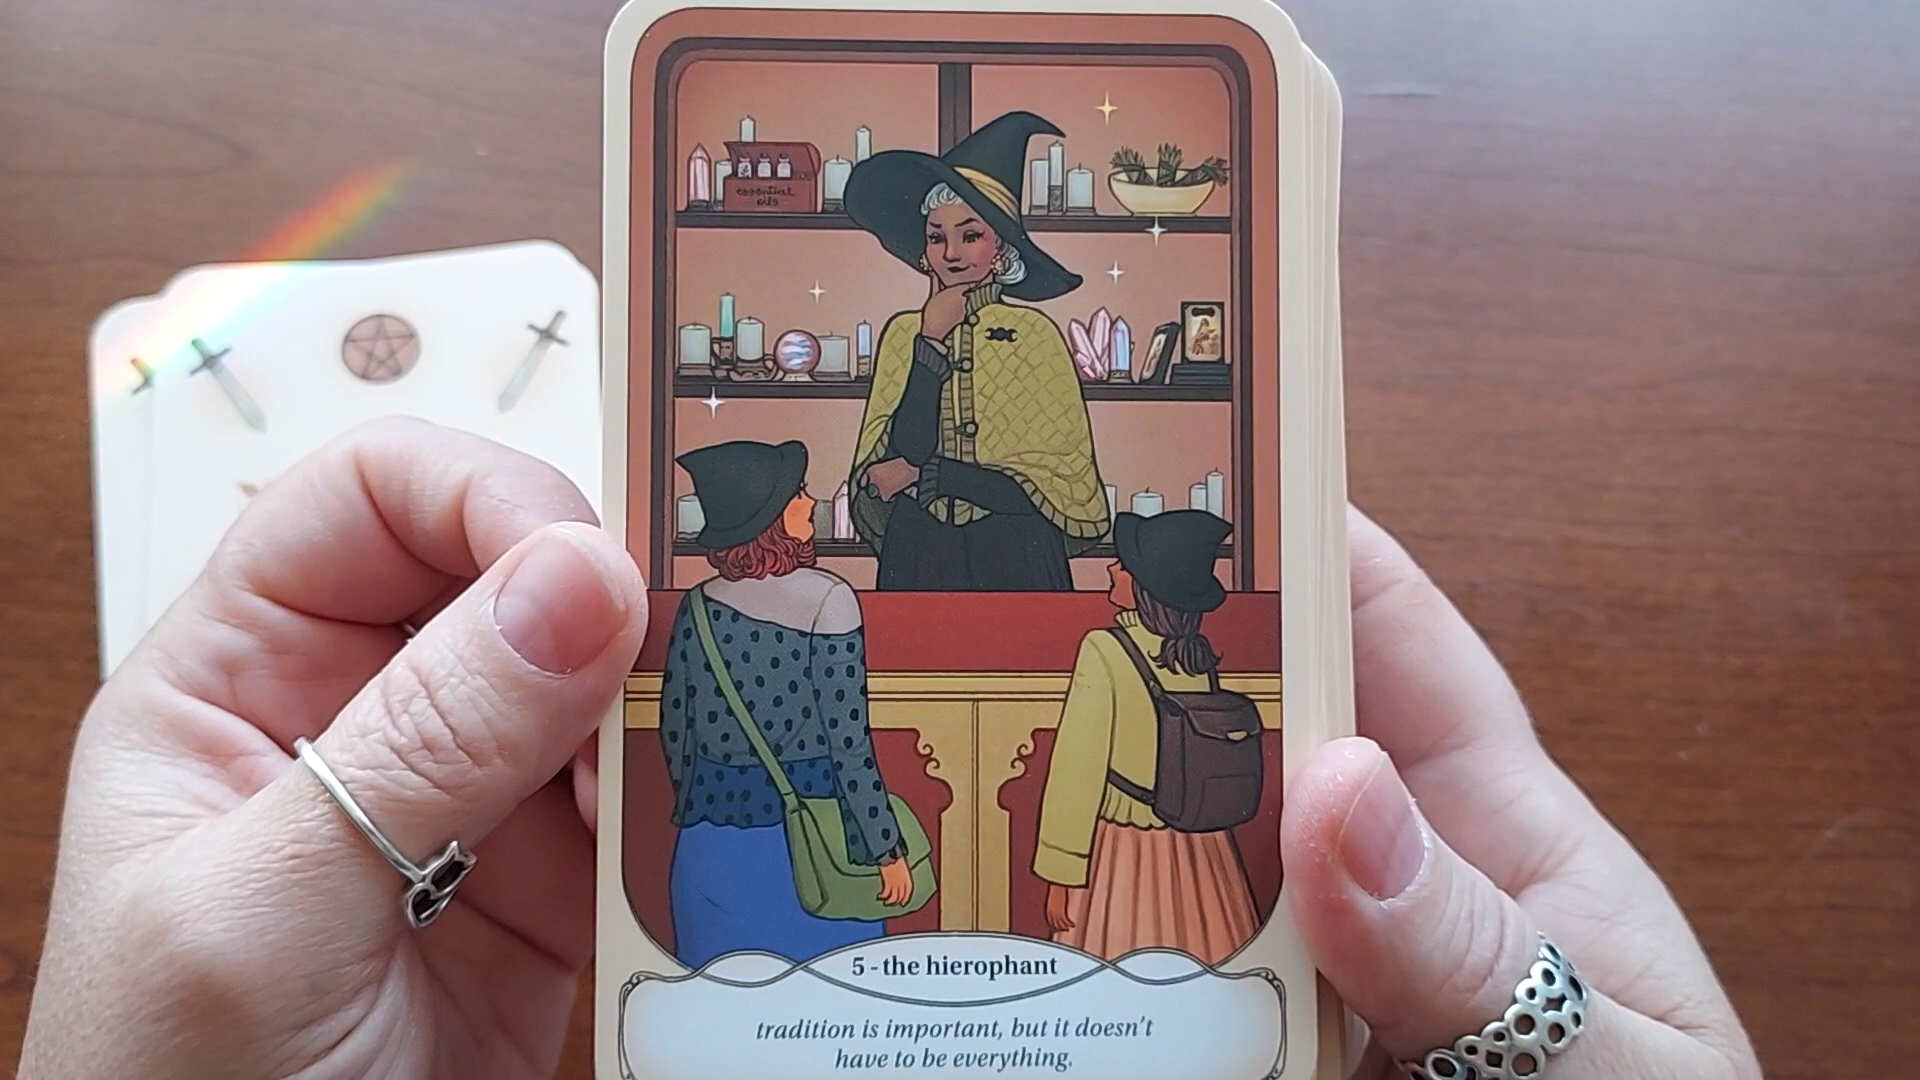 essential
oils
5 - the hierophant
tradition is important, but it doesn't
have to be everything.